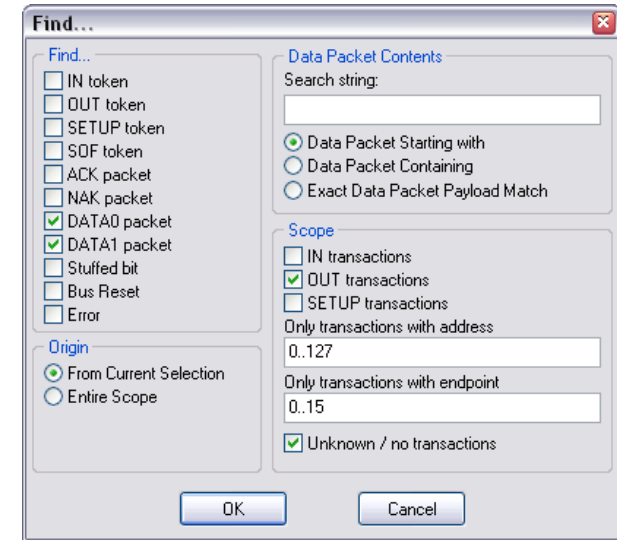 Find...
Find...
IN token
OUT token
SETUP token
SOF token
ACK packet
NAK packet
DATA0 packet
DATA1 packet
Stuffed bit
Bus Reset
Error
Origin
From Current Selection
Entire Scope
Data Packet Contents
Search string:
Data Packet Starting with
Data Packet Containing
Exact Data Packet Payload Match
Scope
IN transactions
OUT transactions
SETUP transactions
Only transactions with address
0..127
Only transactions with endpoint
0..15
Unknown / no transactions
OK
Cancel